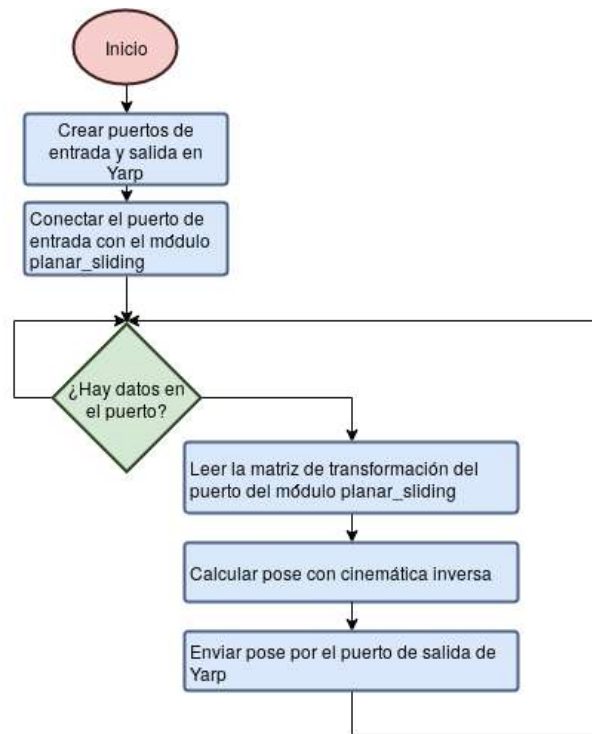 Inicio
Crear puertos de
entrada y salida en
Yarp
Conectar el puerto de
entrada con el módulo
planar_sliding
¿Hay datos en
el puerto?
Leer la matriz de transformación del
puerto del módulo planar_sliding
Calcular pose con cinemática inversa
Enviar pose por el puerto de salida de
Yarp